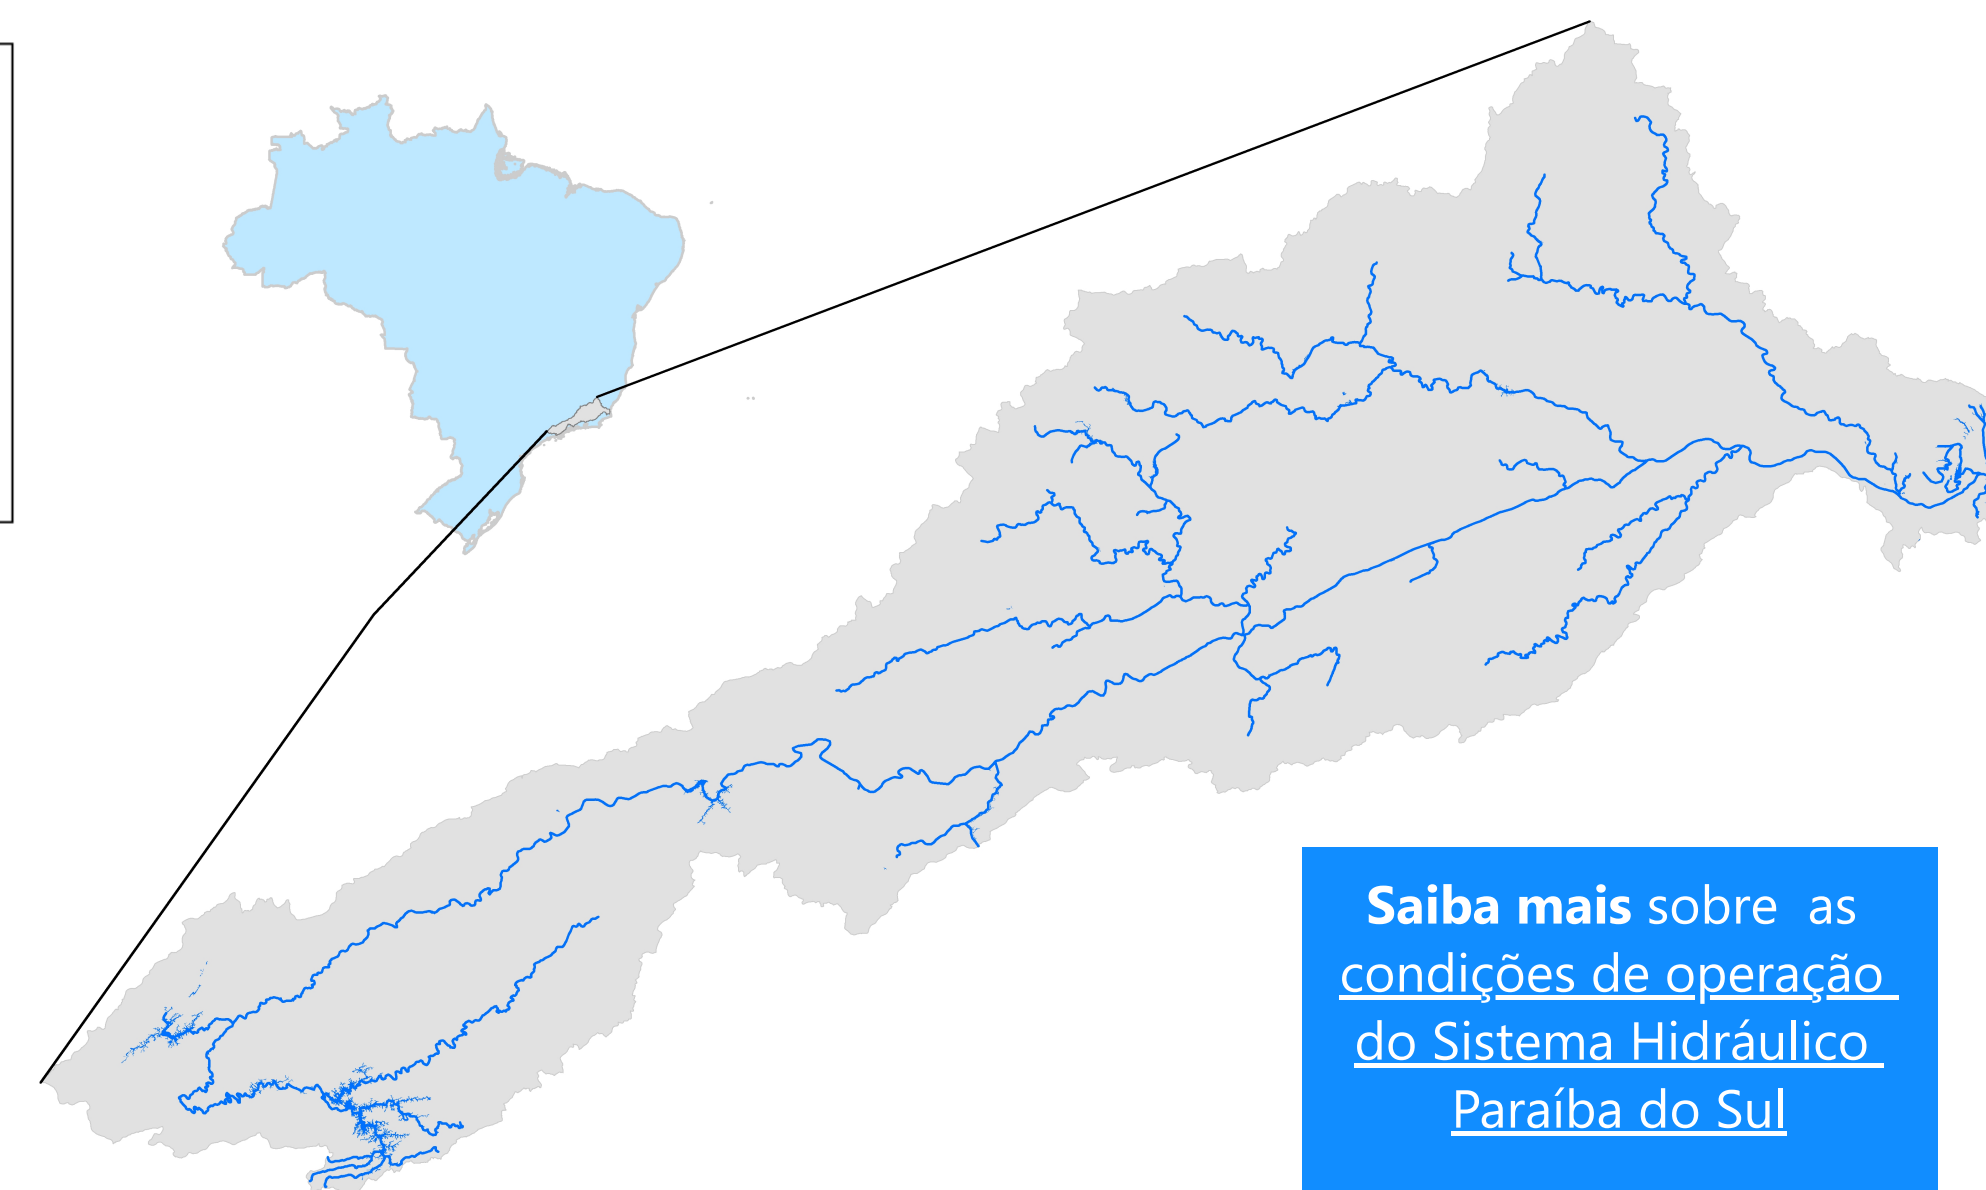 Saiba mais sobre as
condições de operação
do Sistema Hidráulico
Paraíba do Sul